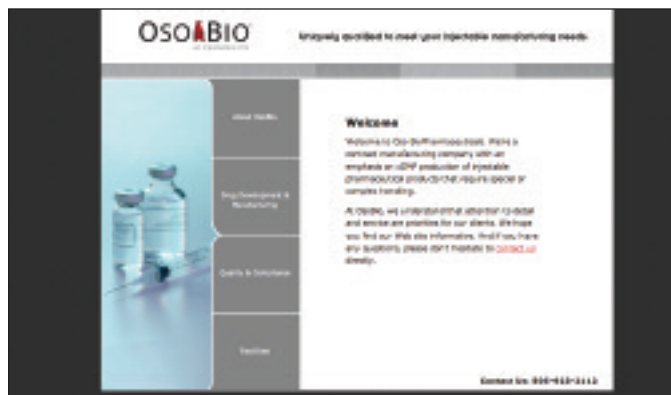 OSOBIO
Uniquely qualified to meet your injectable manufacturing needs.
About OsoBio
Drug Development &
Manufacturing
Quality & Compliance
Facilities
Welcome
Welcome to Oso BioPharmaceuticals. We're a
contract manufacturing company with an
emphasis on cGMP production of injectable
pharmaceutical products that require special or
complex handling.
At OsoBio, we understand that attention to detail
and service are priorities for our clients. We hope
you find our Web site informative. And if you have
any questions, please don't hesitate to contact us
directly.
Contact Us: